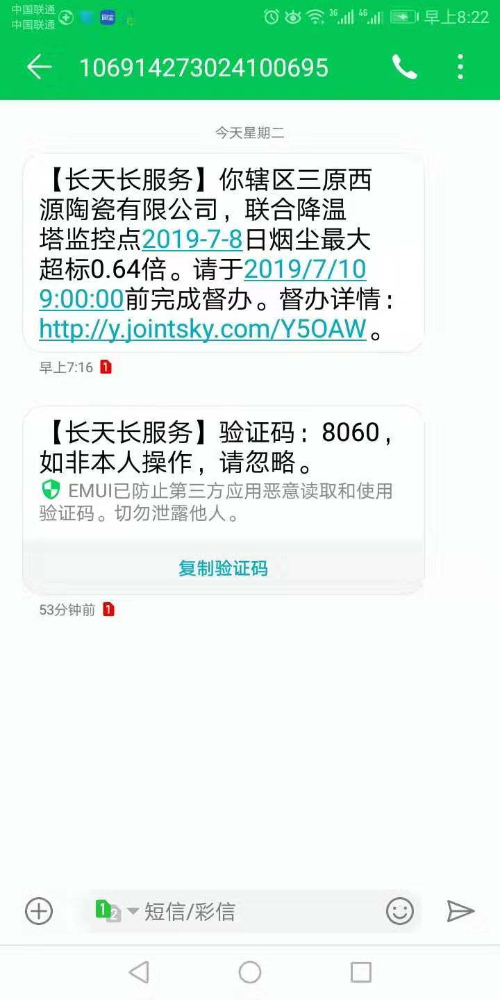 中国联通
中国联通
刷宝
3G
4G
早上8:22
106914273024100695
今天星期二
【长天长服务】你辖区三原西
源陶瓷有限公司，联合降温
塔监控点2019-7-8日烟尘最大
超标0.64倍。请于2019/7/10
9:00:00前完成督办。督办详情：
http://y.jointsky.com/Y5OAW。
早上7:16 1
【长天长服务】验证码：8060，
如非本人操作，请忽略。
EMUI已防止第三方应用恶意读取和使用
验证码。切勿泄露他人。
复制验证码
53分钟前 1
1 2 短信/彩信